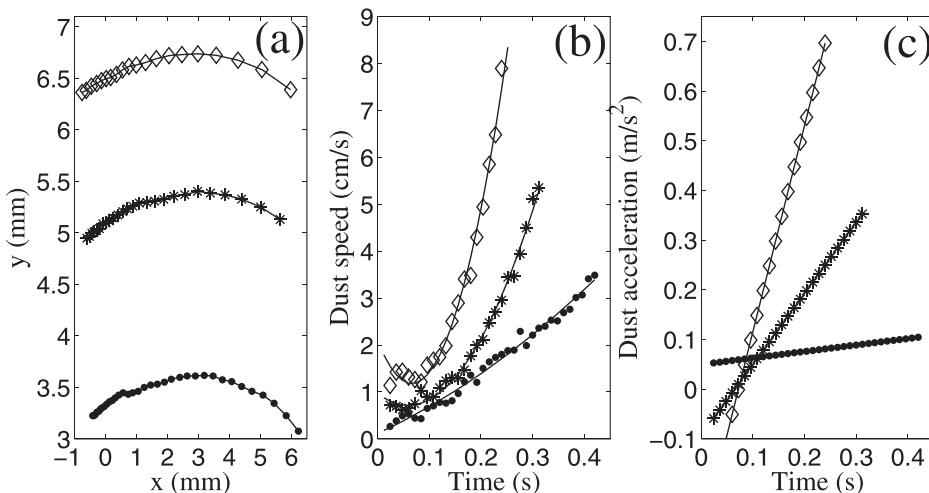 (a)
7
6.5
6
5.5
5
4.5
4
3.5
3
y (mm)
−1 0 1 2 3 4 5 6
x (mm)
(b)
9
8
7
6
5
4
3
2
1
0
Dust speed (cm/s)
0 0.1 0.2 0.3 0.4
Time (s)
(c)
0.7
0.6
0.5
0.4
0.3
0.2
0.1
0
−0.1
Dust acceleration (m/s²)
0 0.1 0.2 0.3 0.4
Time (s)